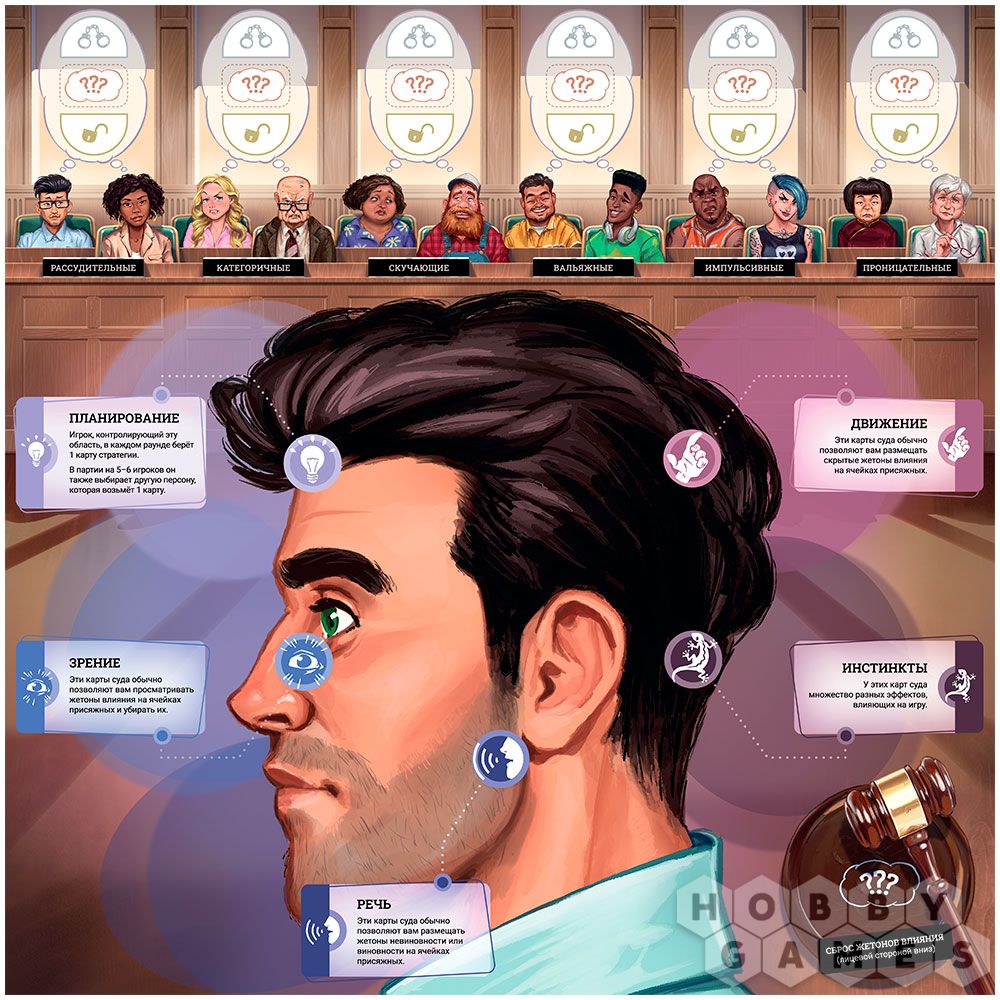 ??? ??? ??? ??? ??? ???
РАССУДИТЕЛЬНЫЕ КАТЕГОРИЧНЫЕ СКУЧАЮЩИЕ ВАЛЬЯЖНЫЕ ИМПУЛЬСИВНЫЕ ПРОНИЦАТЕЛЬНЫЕ
ПЛАНИРОВАНИЕ
Игрок, контролирующий эту
область, в каждом раунде берёт
1 карту стратегии.
В партии на 5–6 игроков он
также выбирает другую персону,
которая возьмёт 1 карту.
ДВИЖЕНИЕ
Эти карты суда обычно
позволяют вам размещать
скрытые жетоны влияния
на ячейках присяжных.
ЗРЕНИЕ
Эти карты суда обычно
позволяют вам просматривать
жетоны влияния на ячейках
присяжных и убирать их.
ИНСТИНКТЫ
У этих карт суда
множество разных эффектов,
влияющих на игру.
РЕЧЬ
Эти карты суда обычно
позволяют вам размещать
жетоны невиновности или
виновности на ячейках
присяжных.
???
СБРОС ЖЕТОНОВ ВЛИЯНИЯ
(лицевой стороной вниз)
HOBBY
GAMES